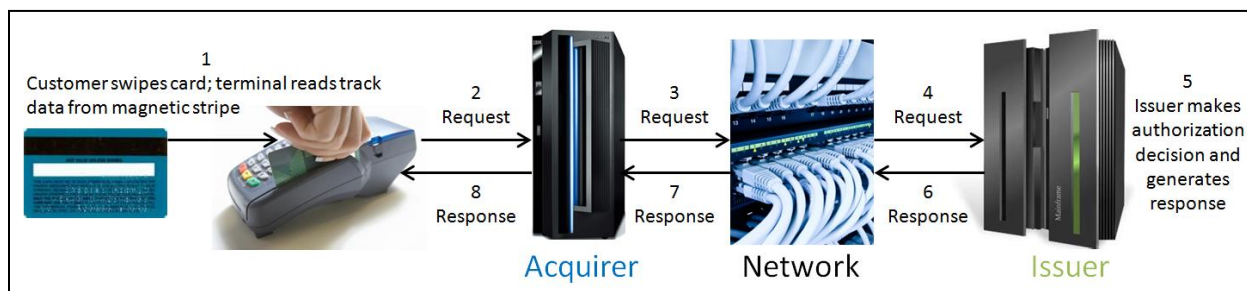 1
Customer swipes card; terminal reads track
data from magnetic stripe
2
Request
3
Request
4
Request
5
Issuer makes
authorization
decision and
generates
response
8
Response
7
Response
6
Response
Mainframe
Acquirer
Network
Issuer